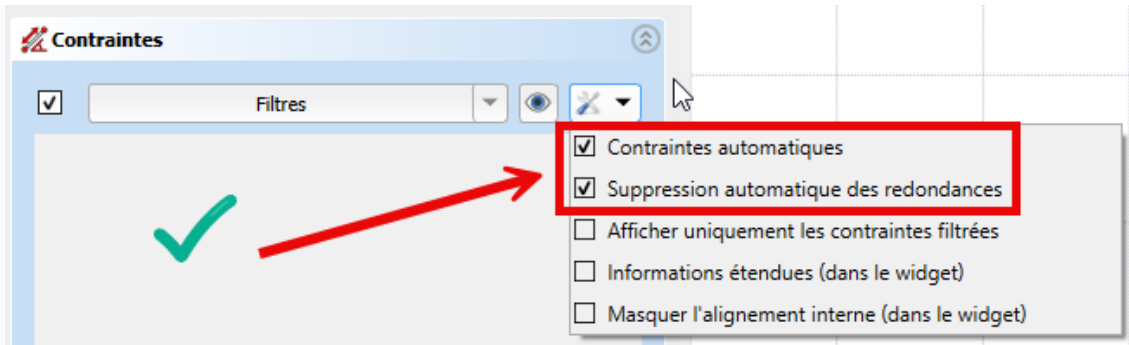 Contraintes
Filtres
Contraintes automatiques
Suppression automatique des redondances
Afficher uniquement les contraintes filtrées
Informations étendues (dans le widget)
Masquer l'alignement interne (dans le widget)